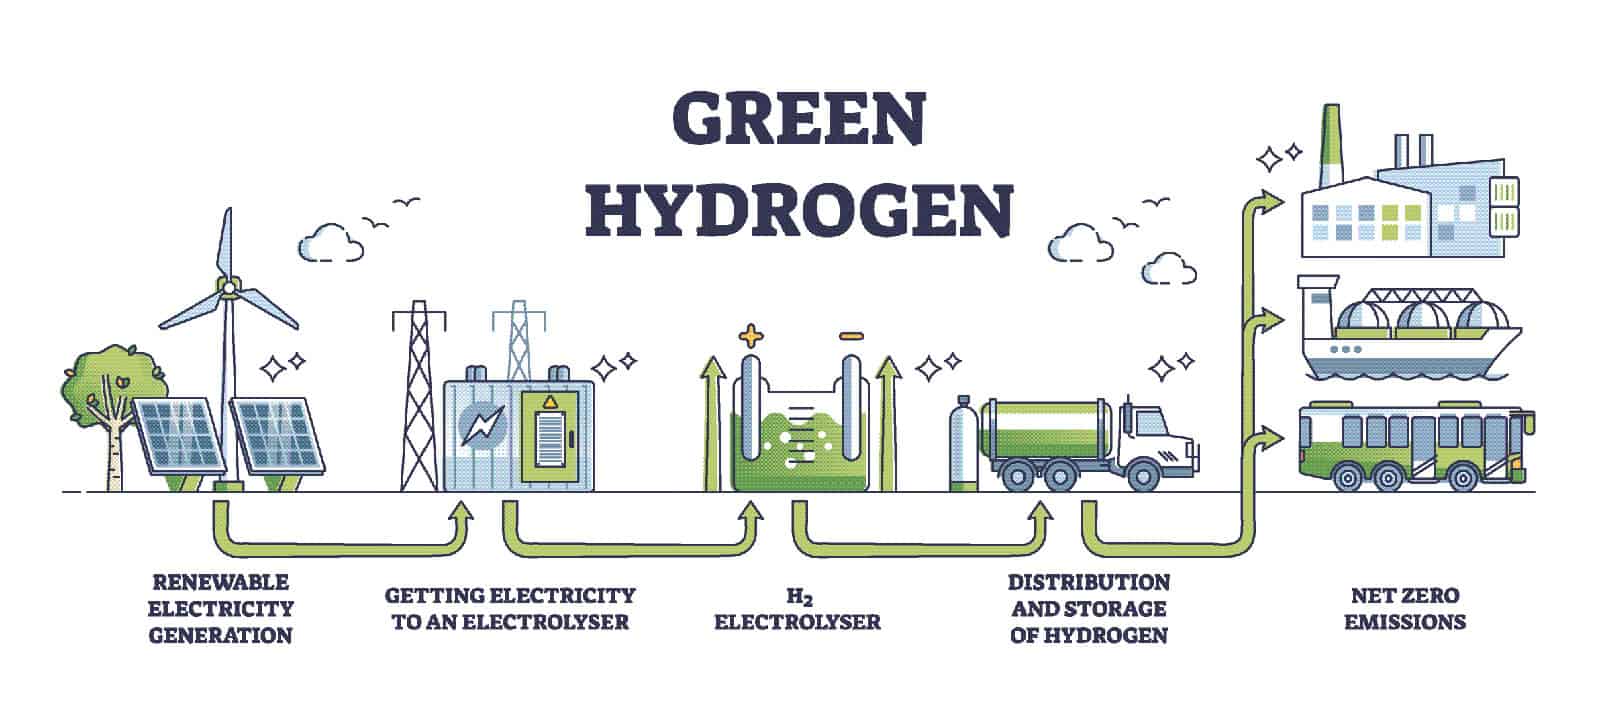 GREEN
HYDROGEN
RENEWABLE
ELECTRICITY
GENERATION
GETTING ELECTRICITY
TO AN ELECTROLYSER
H₂
ELECTROLYSER
DISTRIBUTION
AND STORAGE
OF HYDROGEN
NET ZERO
EMISSIONS